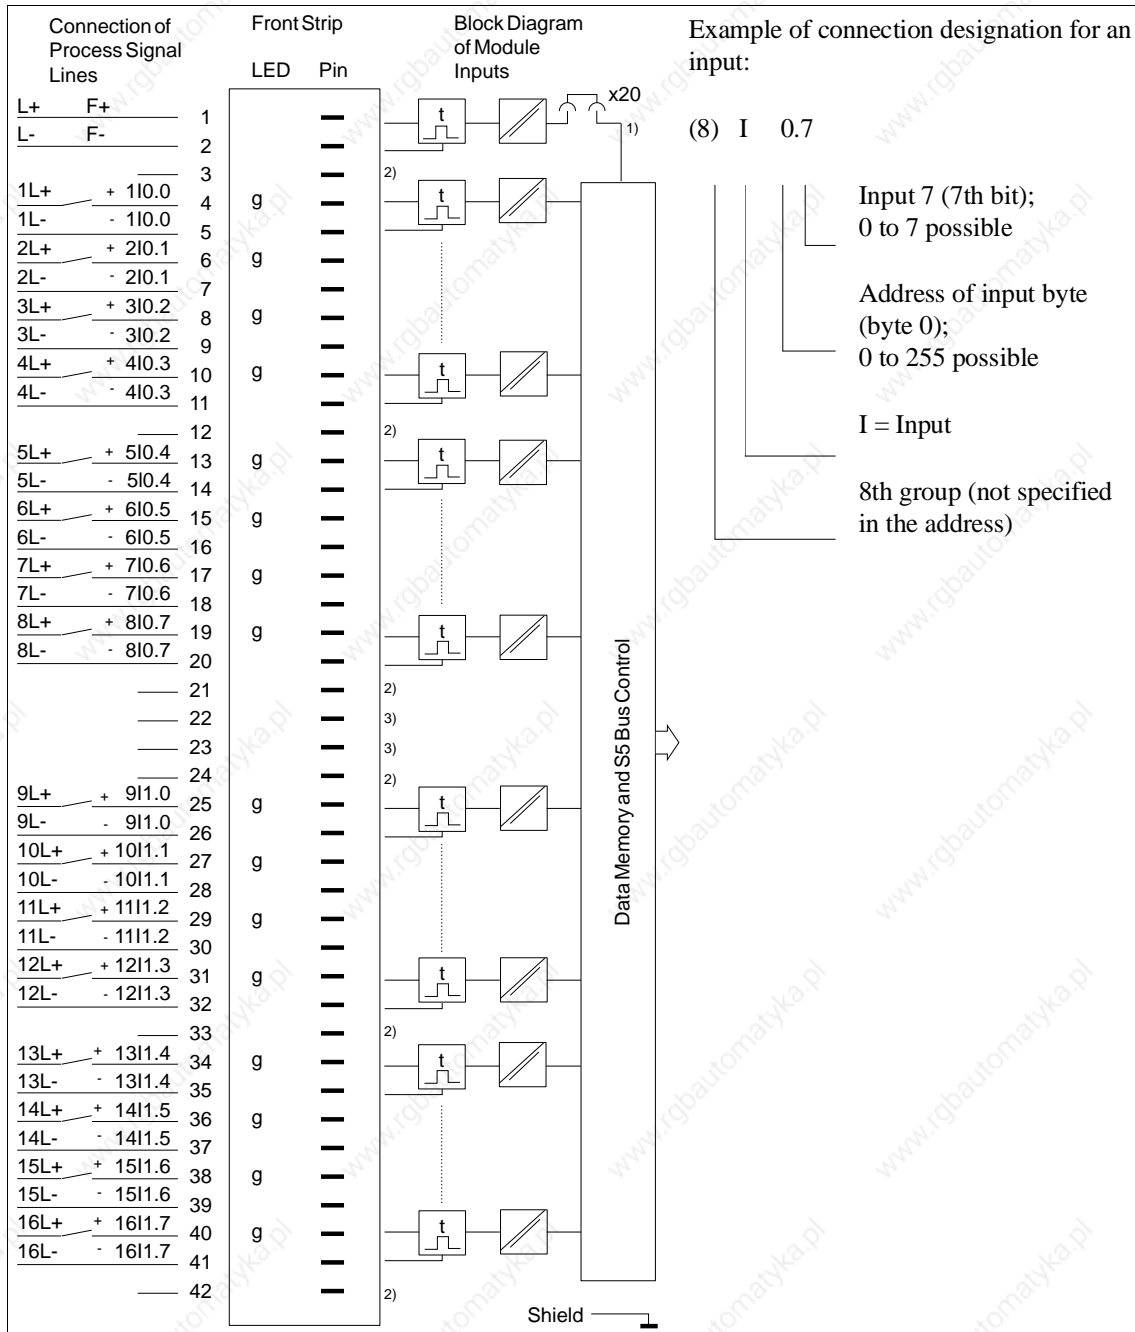 Connection of
Process Signal
Lines
Front Strip
LED Pin
Block Diagram
of Module
Inputs
Example of connection designation for an
input:
(8) I 0.7
Input 7 (7th bit);
0 to 7 possible
Address of input byte
(byte 0);
0 to 255 possible
I = Input
8th group (not specified
in the address)
L+ F+ 1 t x20
L- F- 2 1)
3 2)
1L+ + 1I0.0 4 g t
1L- - 1I0.0 5
2L+ + 2I0.1 6 g
2L- - 2I0.1 7
3L+ + 3I0.2 8 g
3L- - 3I0.2 9
4L+ + 4I0.3 10 g t
4L- - 4I0.3 11
12 2)
5L+ + 5I0.4 13 g t
5L- - 5I0.4 14
6L+ + 6I0.5 15 g
6L- - 6I0.5 16
7L+ + 7I0.6 17 g
7L- - 7I0.6 18
8L+ + 8I0.7 19 g t
8L- - 8I0.7 20
21 2)
22 3)
23 3)
24 2)
9L+ + 9I1.0 25 g t
9L- - 9I1.0 26
10L+ + 10I1.1 27 g
10L- - 10I1.1 28
11L+ + 11I1.2 29 g
11L- - 11I1.2 30
12L+ + 12I1.3 31 g t
12L- - 12I1.3 32
33 2)
13L+ + 13I1.4 34 g t
13L- - 13I1.4 35
14L+ + 14I1.5 36 g
14L- - 14I1.5 37
15L+ + 15I1.6 38 g
15L- - 15I1.6 39
16L+ + 16I1.7 40 g t
16L- - 16I1.7 41
42 2)
Data Memory and S5 Bus Control
Shield
www.rgbautomatyka.pl